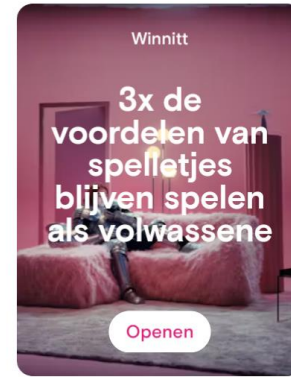 Winnitt
3x de
voordelen van
spelletjes
blijven spelen
als volwassene
Openen